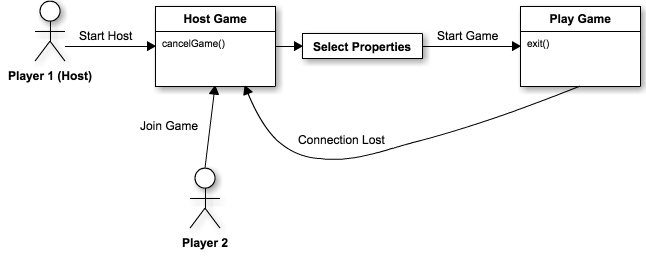 Host Game
Play Game
Start Host
cancelGame()
Select Properties
Start Game
exit()
Player 1 (Host)
Join Game
Connection Lost
Player 2